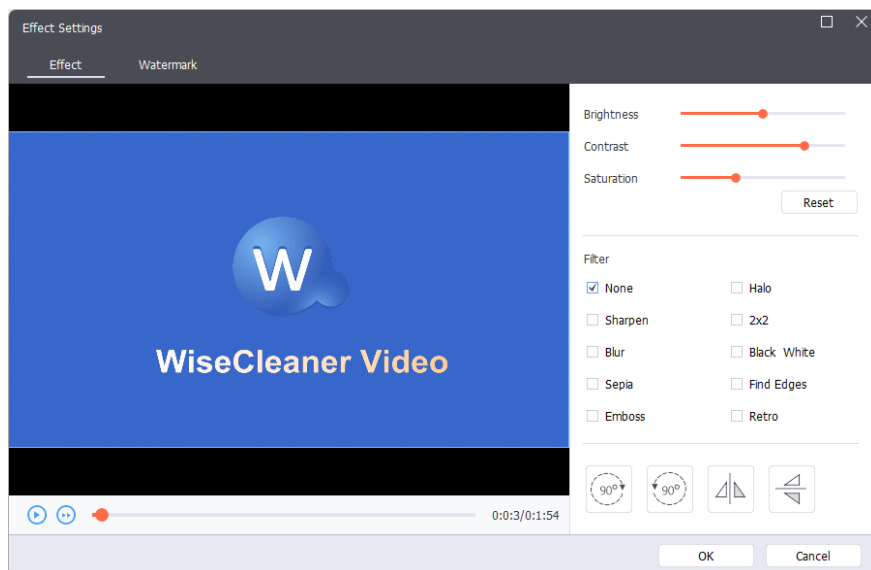 Effect Settings
Effect Watermark
Brightness
Contrast
Saturation
Reset
W
WiseCleaner Video
Filter
None Halo
Sharpen 2x2
Blur Black White
Sepia Find Edges
Emboss Retro
90° 90°
0:0:3/0:1:54
OK Cancel